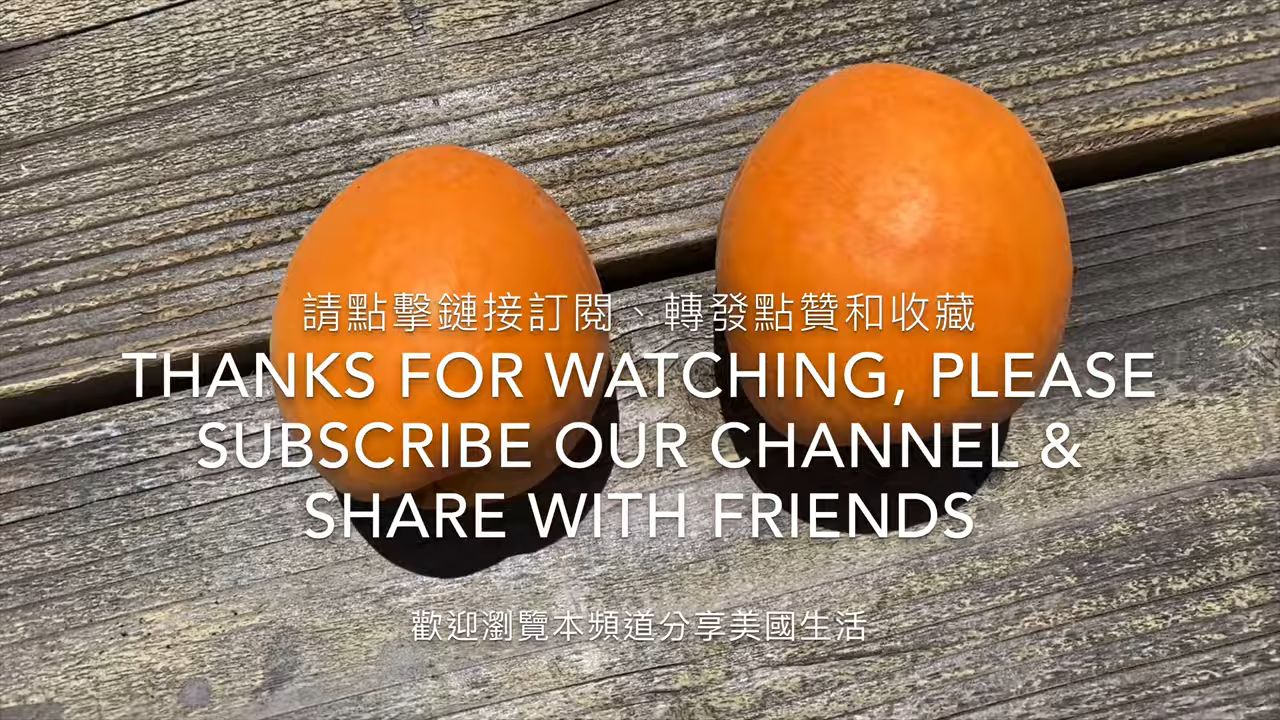 請點擊鏈接訂閱、轉發點贊和收藏
THANKS FOR WATCHING, PLEASE
SUBSCRIBE OUR CHANNEL &
SHARE WITH FRIENDS
歡迎瀏覽本頻道分享美國生活